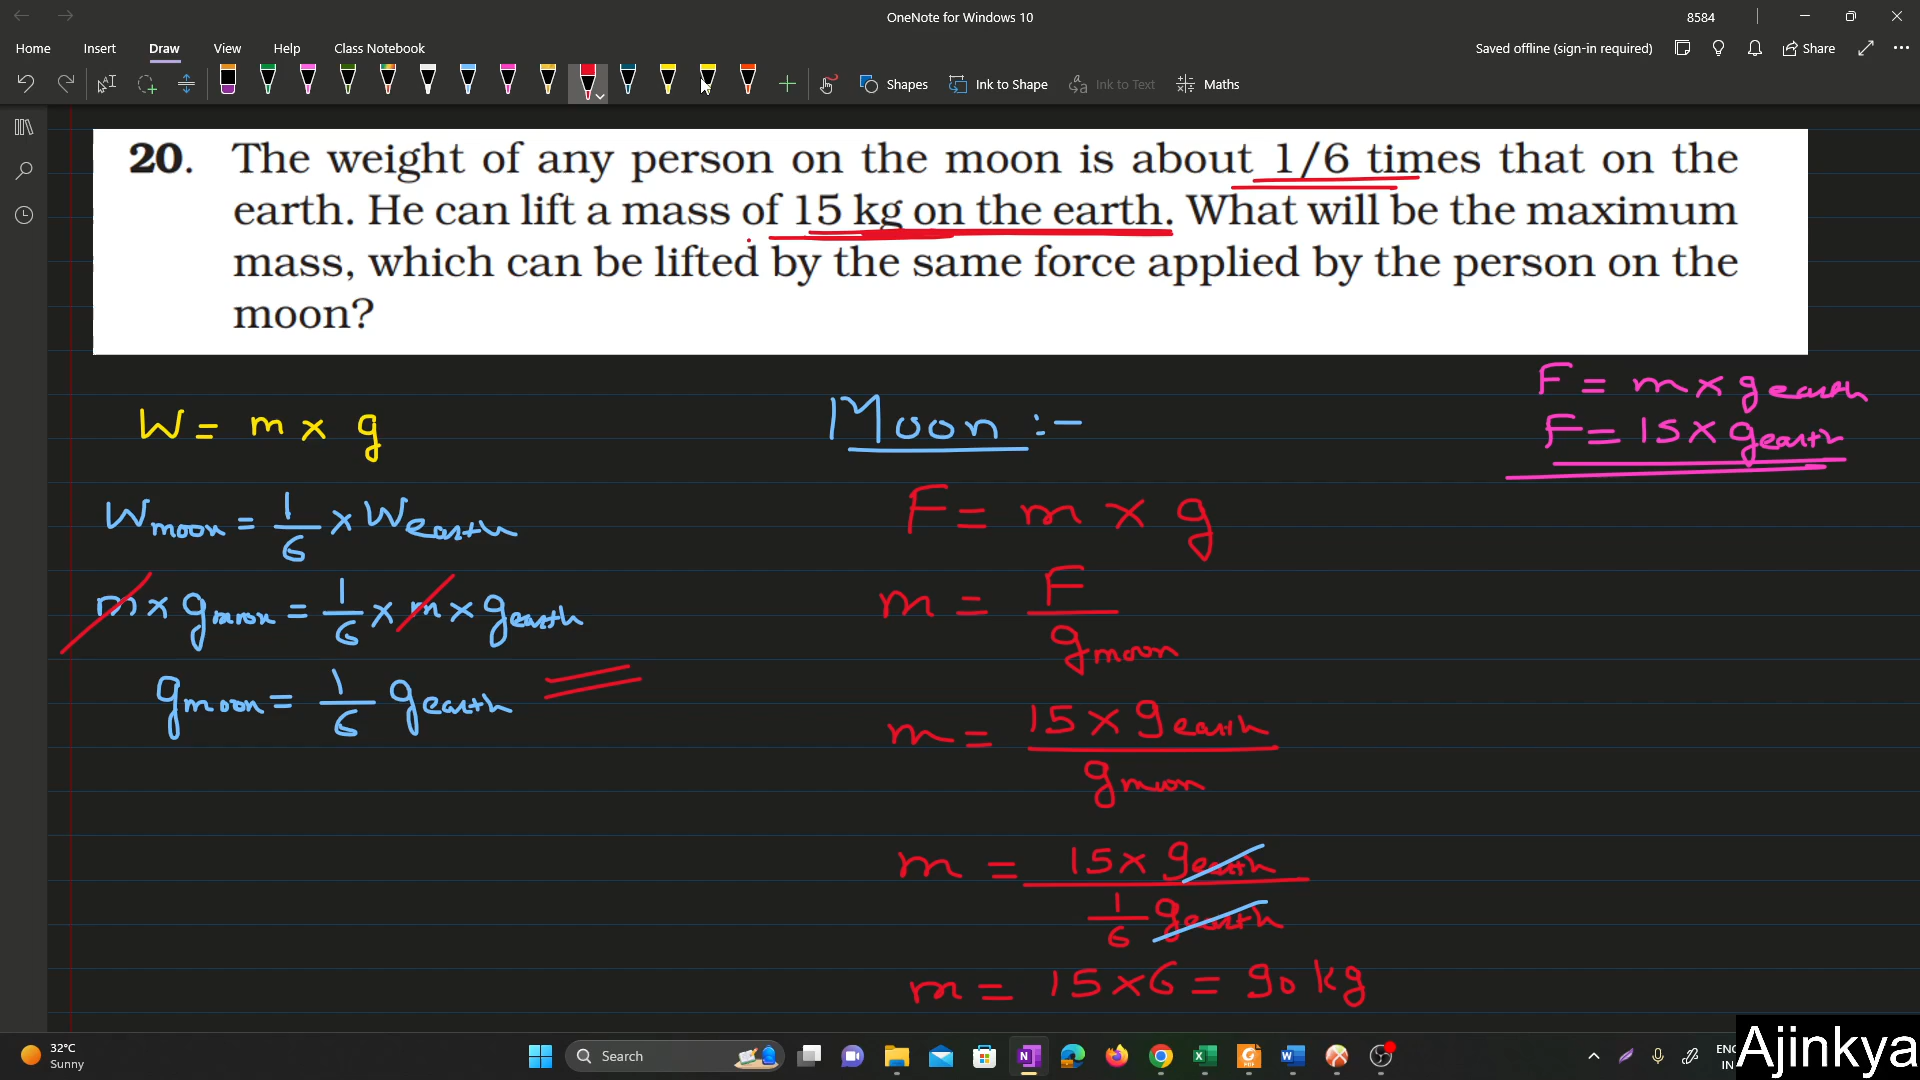 OneNote for Windows 10
8584
Home Insert Draw View Help Class Notebook
Saved offline (sign-in required) Share
Shapes Ink to Shape Ink to Text Maths
20. The weight of any person on the moon is about 1/6 times that on the
earth. He can lift a mass of 15 kg on the earth. What will be the maximum
mass, which can be lifted by the same force applied by the person on the
moon?
W = m x g
W moon = 1/6 x W earth
m x g moon = 1/6 x m x g earth
g moon = 1/6 g earth
Moon :-
F = m x g
m = F / g moon
m = 15 x g earth / g moon
m = 15 x g earth / 1/6 g earth
m = 15 x 6 = 90 kg
F = m x g earth
F = 15 x g earth
32°C
Sunny
Search
ENG
IN
Ajinkya